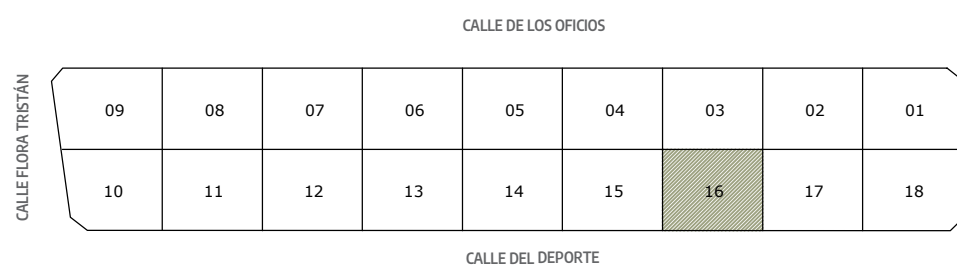 CALLE DE LOS OFICIOS
CALLE FLORA TRISTÁN
09 08 07 06 05 04 03 02 01
10 11 12 13 14 15 16 17 18
CALLE DEL DEPORTE